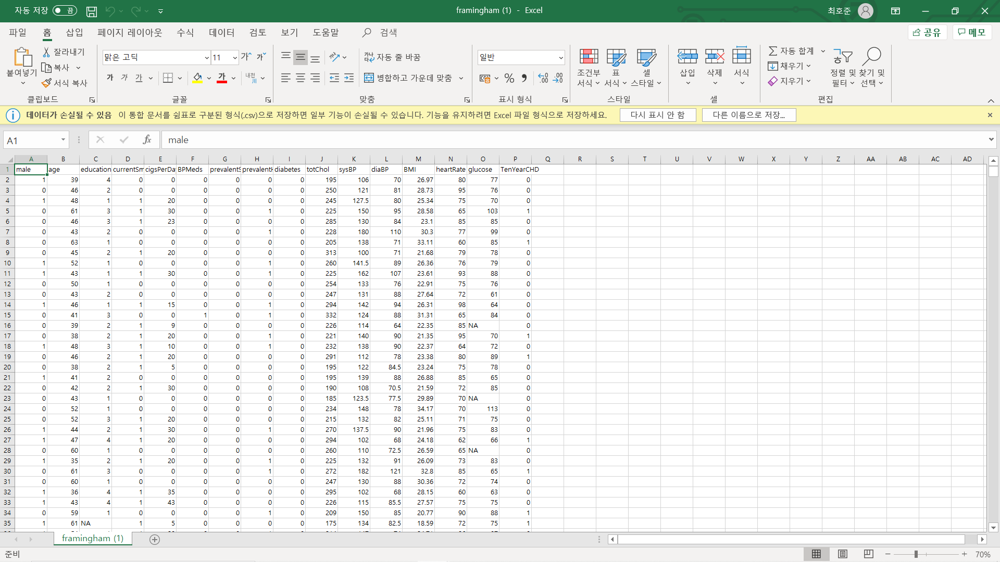 자동 저장 끔 framingham (1) - Excel 최호준
파일 홈 삽입 페이지 레이아웃 수식 데이터 검토 보기 도움말 검색 공유 메모
붙여넣기 잘라내기 복사 서식 복사 클립보드
맑은 고딕 11 가 가 가 가 가 가 내천 川 글꼴
가나 다 자동 줄 바꿈 병합하고 가운데 맞춤 맞춤
일반 % 표시 형식
조건부 서식 표 서식 셀 스타일 스타일
삽입 삭제 서식 셀
자동 합계 채우기 지우기 정렬 및 필터 찾기 및 선택 편집
데이터가 손실될 수 있음 이 통합 문서를 쉼표로 구분된 형식(.csv)으로 저장하면 일부 기능이 손실될 수 있습니다. 기능을 유지하려면 Excel 파일 형식으로 저장하세요. 다시 표시 안 함 다른 이름으로 저장...
A1 fx male
A B C D E F G H I J K L M N O P Q R S T U V W X Y Z AA AB AC AD
1 male age education currentSm cigsPerDay BPMeds prevalentS prevalentH diabetes totChol sysBP diaBP BMI heartRate glucose TenYearCHD
2 1 39 4 0 0 0 0 0 0 195 106 70 26.97 80 77 0
3 0 46 2 0 0 0 0 0 0 250 121 81 28.73 95 76 0
4 1 48 1 1 20 0 0 0 0 245 127.5 80 25.34 75 70 0
5 0 61 3 1 30 0 0 1 0 225 150 95 28.58 65 103 1
6 0 46 3 1 23 0 0 0 0 285 130 84 23.1 85 85 0
7 0 43 2 0 0 0 0 1 0 228 180 110 30.3 77 99 0
8 0 63 1 0 0 0 0 0 0 205 138 71 33.11 60 85 1
9 0 45 2 1 20 0 0 0 0 313 100 71 21.68 79 78 0
10 1 52 1 0 0 0 0 1 0 260 141.5 89 26.36 76 79 0
11 1 43 1 1 30 0 0 1 0 225 162 107 23.61 93 88 0
12 0 50 1 0 0 0 0 0 0 254 133 76 22.91 75 76 0
13 0 43 2 0 0 0 0 0 0 247 131 88 27.64 72 61 0
14 1 46 1 1 15 0 0 1 0 294 142 94 26.31 98 64 0
15 0 41 3 0 0 1 0 1 0 332 124 88 31.31 65 84 0
16 0 39 2 1 9 0 0 0 0 226 114 64 22.35 85 NA 0
17 0 38 2 1 20 0 0 1 0 221 140 90 21.35 95 70 1
18 1 48 3 1 10 0 0 1 0 232 138 90 22.37 64 72 0
19 0 46 2 1 20 0 0 0 0 291 112 78 23.38 80 89 1
20 0 38 2 1 5 0 0 0 0 195 122 84.5 23.24 75 78 0
21 1 41 2 0 0 0 0 0 0 195 139 88 26.88 85 65 0
22 0 42 2 1 30 0 0 0 0 190 108 70.5 21.59 72 85 0
23 0 43 1 0 0 0 0 0 0 185 123.5 77.5 29.89 70 NA 0
24 0 52 1 0 0 0 0 0 0 234 148 78 34.17 70 113 0
25 0 52 3 1 20 0 0 0 0 215 132 82 25.11 71 75 0
26 1 44 2 1 30 0 0 1 0 270 137.5 90 21.96 75 83 0
27 1 47 4 1 20 0 0 0 0 294 102 68 24.18 62 66 1
28 0 60 1 0 0 0 0 0 0 260 110 72.5 26.59 65 NA 0
29 1 35 2 1 20 0 0 1 0 225 132 91 26.09 73 83 0
30 0 61 3 0 0 0 0 1 0 272 182 121 32.8 85 65 1
31 0 60 1 0 0 0 0 0 0 247 130 88 30.36 72 74 0
32 1 36 4 1 35 0 0 0 0 295 102 68 28.15 60 63 0
33 1 43 4 1 43 0 0 0 0 226 115 85.5 27.57 75 75 0
34 0 59 1 0 0 0 0 1 0 209 150 85 20.77 90 88 1
35 1 61 NA 1 5 0 0 0 0 175 134 82.5 18.59 72 75 1
framingham (1)
준비 70%